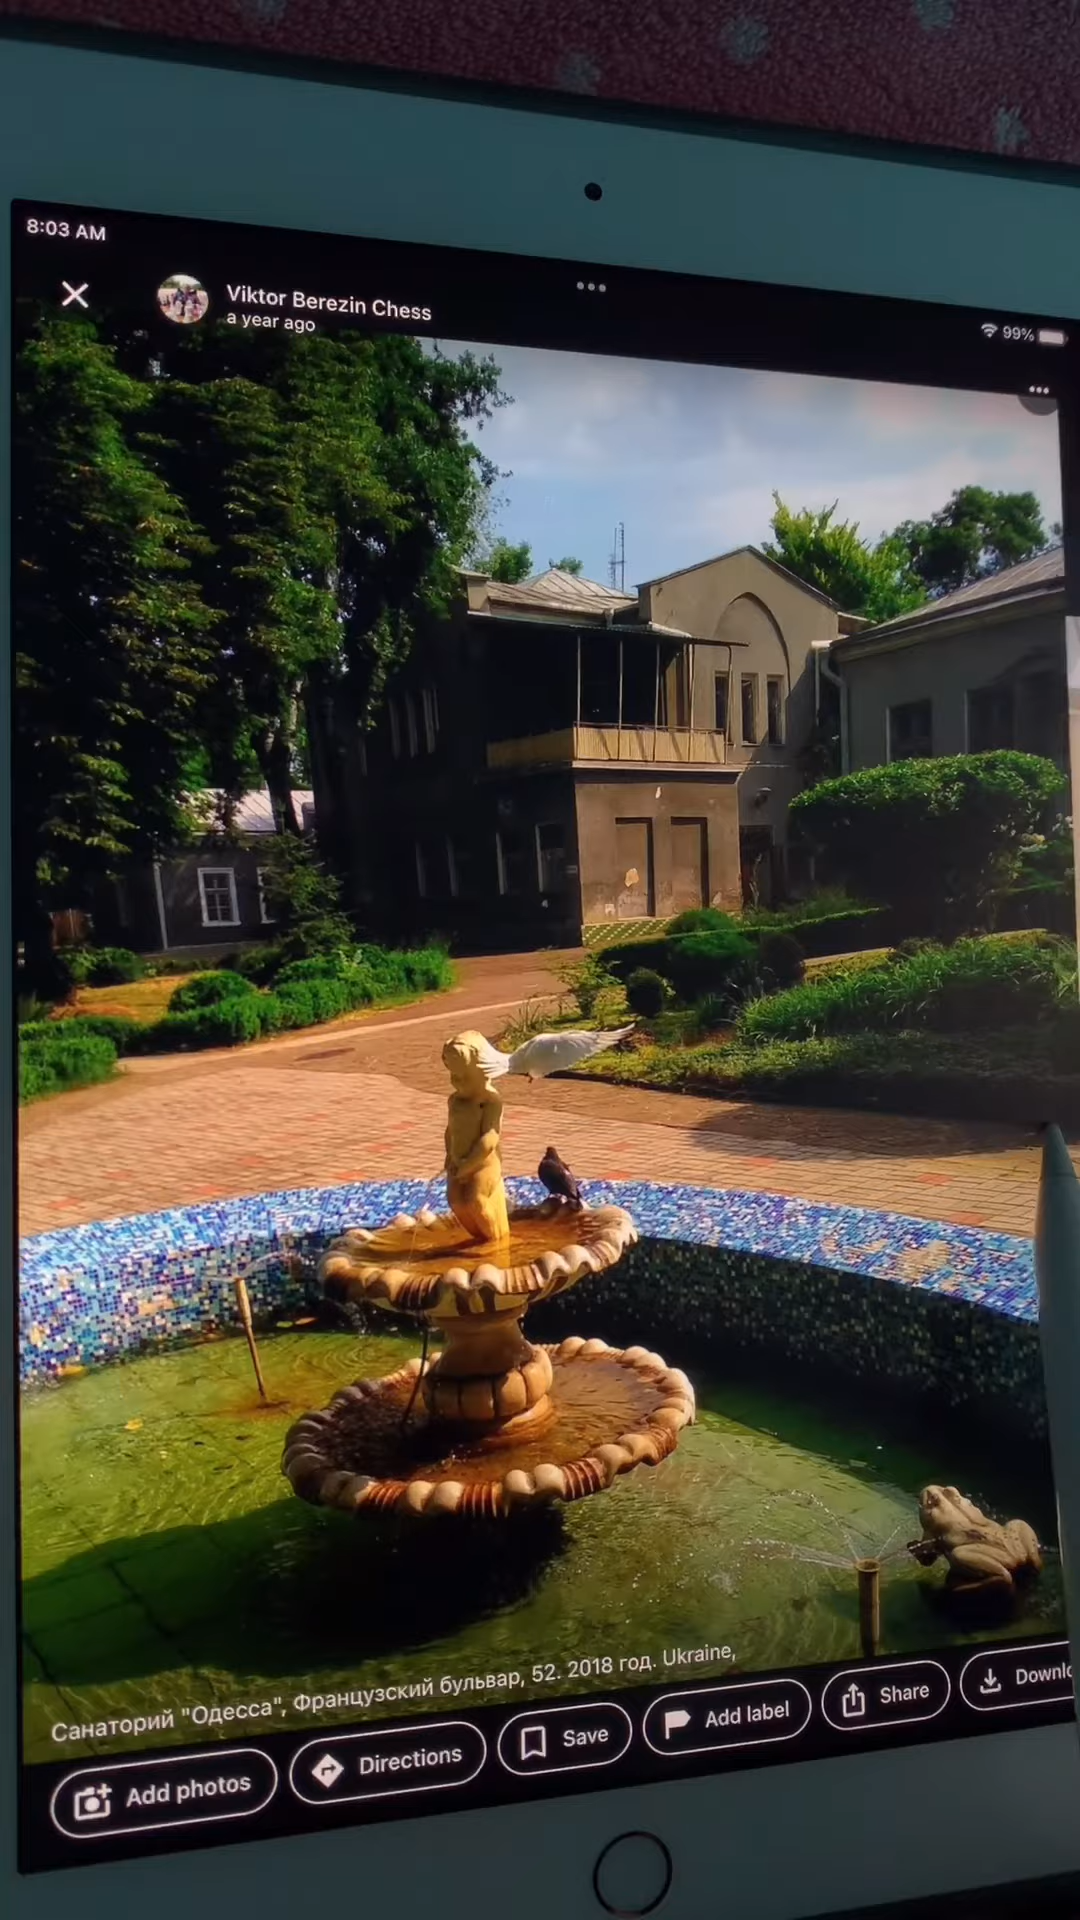 8:03 AM
Viktor Berezin Chess
a year ago
99%
Санаторий "Одесса", Французский бульвар, 52. 2018 год. Ukraine,
Add photos
Directions
Save
Add label
Share
Downlo